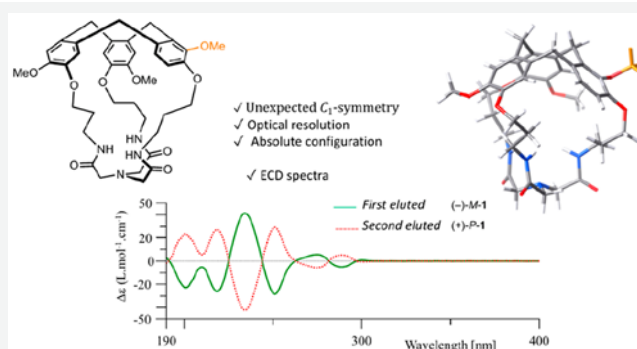 OMe
MeO
OMe
O
O
O
HN
NH
HN
O
O
N
O
✓ Unexpected C₁-symmetry
✓ Optical resolution
✓ Absolute configuration
✓ ECD spectra
First eluted (–)-M-1
Second eluted (+)-P-1
Δε (L.mol⁻¹.cm⁻¹)
50
20
0
-20
-50
190
300
400
Wavelength [nm]